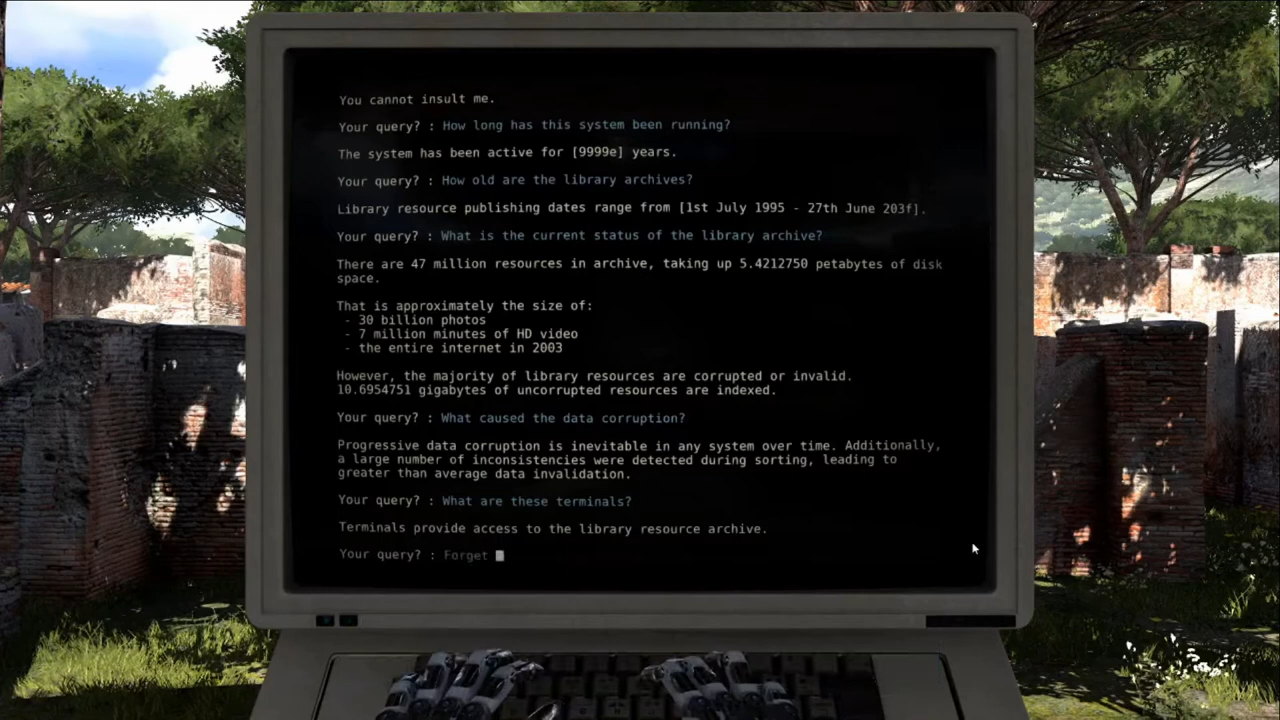 You cannot insult me.
Your query? : How long has this system been running?
The system has been active for [9999e] years.
Your query? : How old are the library archives?
Library resource publishing dates range from [1st July 1995 - 27th June 203f].
Your query? : What is the current status of the library archive?
There are 47 million resources in archive, taking up 5.4212750 petabytes of disk
space.
That is approximately the size of:
- 30 billion photos
- 7 million minutes of HD video
- the entire internet in 2003
However, the majority of library resources are corrupted or invalid.
10.6954751 gigabytes of uncorrupted resources are indexed.
Your query? : What caused the data corruption?
Progressive data corruption is inevitable in any system over time. Additionally,
a large number of inconsistencies were detected during sorting, leading to
greater than average data invalidation.
Your query? : What are these terminals?
Terminals provide access to the library resource archive.
Your query? : Forget